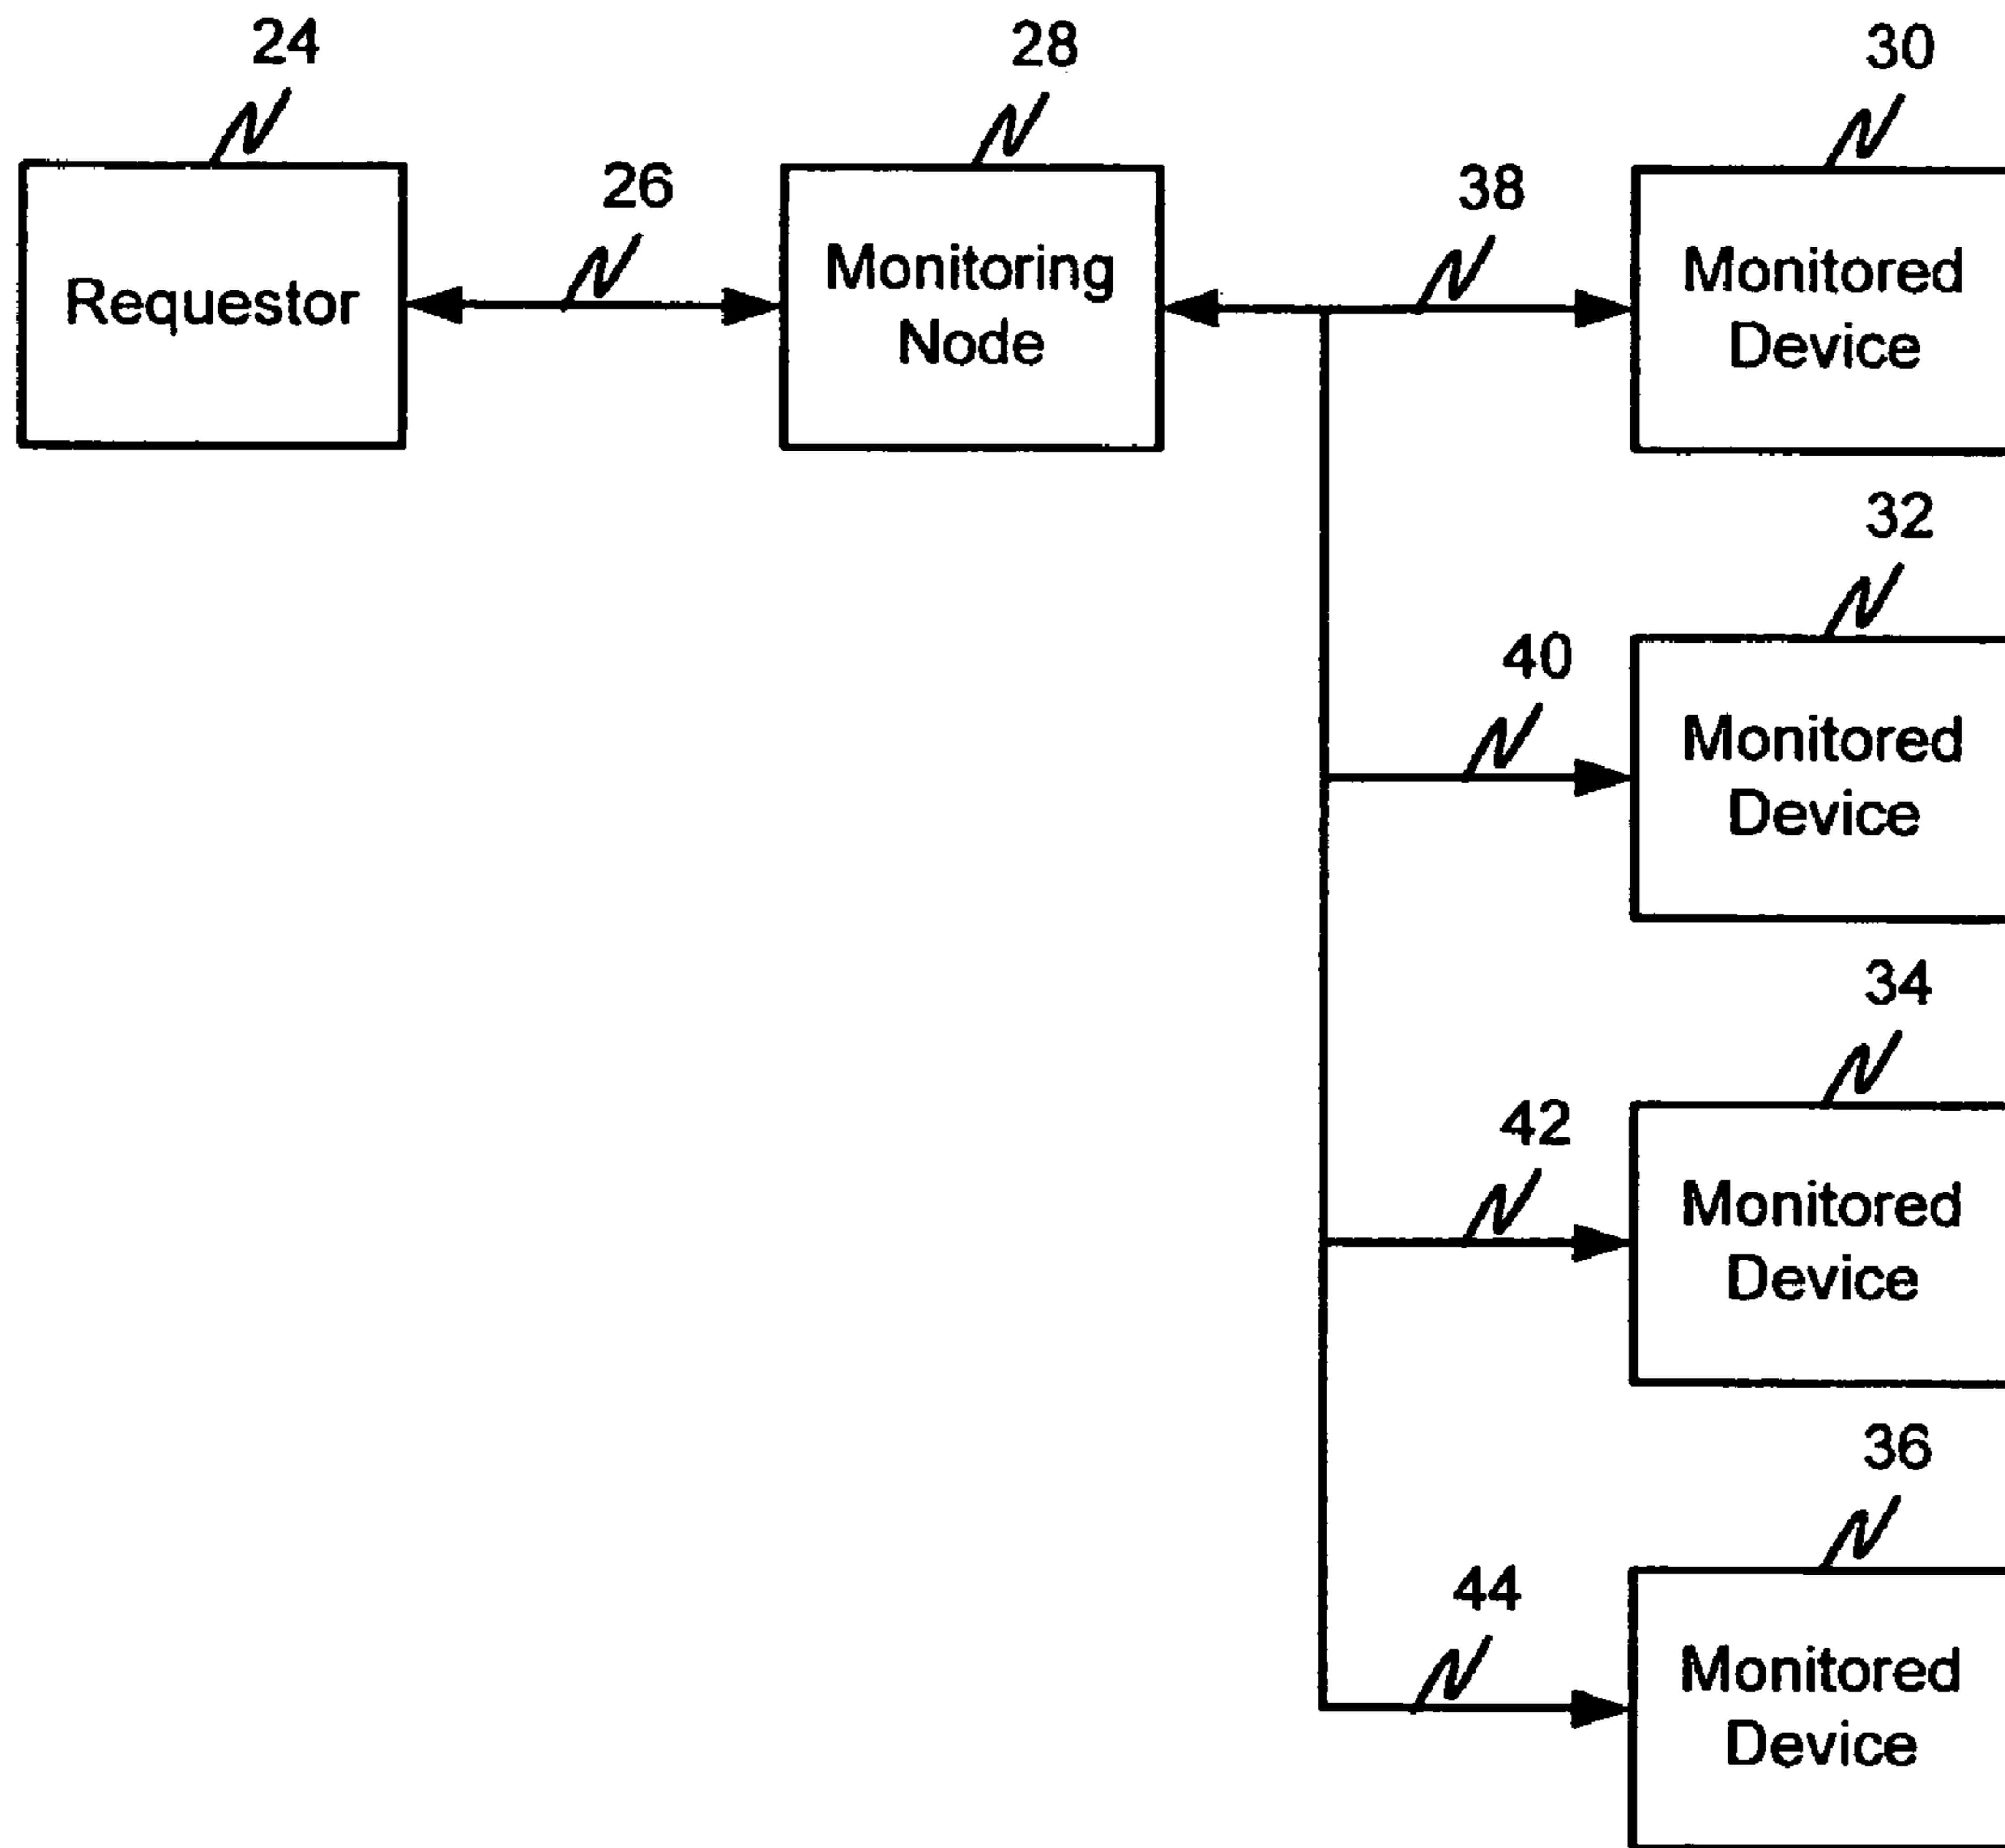 24
28
30
26
38
Requestor
Monitoring
Node
Monitored
Device
32
40
Monitored
Device
34
42
Monitored
Device
36
44
Monitored
Device